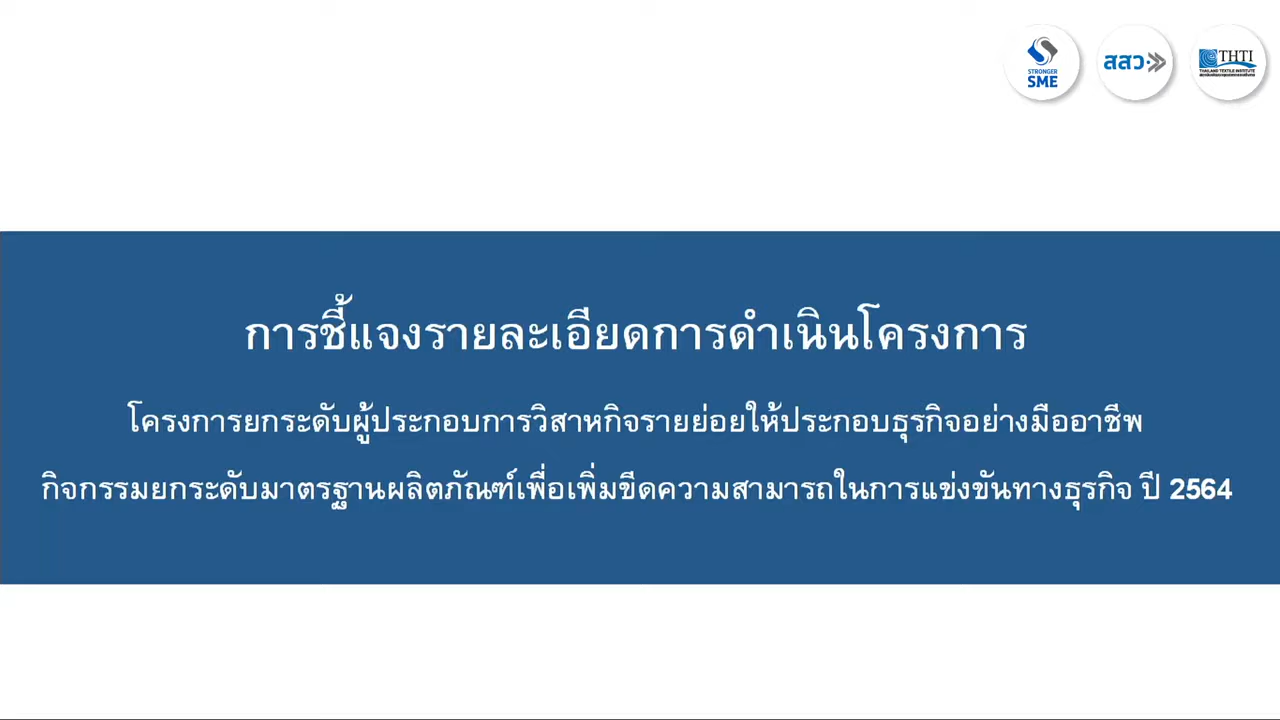 STRONGER
SME
สสว
THTI
THAILAND TEXTILE INSTITUTE
การชี้แจงรายละเอียดการดำเนินโครงการ
โครงการยกระดับผู้ประกอบการวิสาหกิจรายย่อยให้ประกอบธุรกิจอย่างมืออาชีพ
กิจกรรมยกระดับมาตรฐานผลิตภัณฑ์เพื่อเพิ่มขีดความสามารถในการแข่งขันทางธุรกิจ ปี 2564